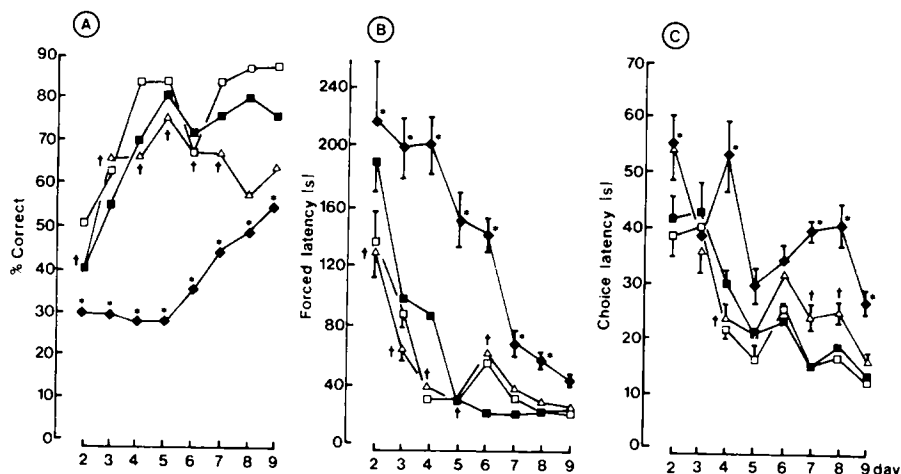 A
% Correct
90
80
70
60
50
40
30
20
10
0
2 3 4 5 6 7 8 9
† † † † † †
* * * * * * * *
B
Forced latency [s]
240
200
160
120
80
40
0
2 3 4 5 6 7 8 9
† † † † †
* * * * * * *
C
Choice latency [s]
70
60
50
40
30
20
10
0
2 3 4 5 6 7 8 9 day
† † †
* * * * *